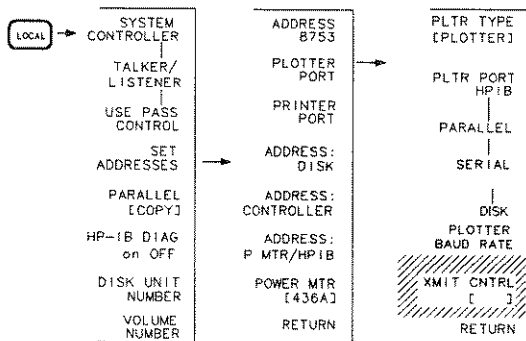 LOCAL
SYSTEM
CONTROLLER
TALKER/
LISTENER
USE PASS
CONTROL
SET
ADDRESSES
PARALLEL
[COPY]
HP-IB DIAG
on OFF
DISK UNIT
NUMBER
VOLUME
NUMBER
ADDRESS
8753
PLOTTER
PORT
PRINTER
PORT
ADDRESS:
DISK
ADDRESS:
CONTROLLER
ADDRESS:
P MTR/HPIB
POWER MTR
[436A]
RETURN
PLTR TYPE
[PLOTTER]
PLTR PORT
HPIB
PARALLEL
SERIAL
DISK
PLOTTER
BAUD RATE
XMIT CNTRL
[ ]
RETURN